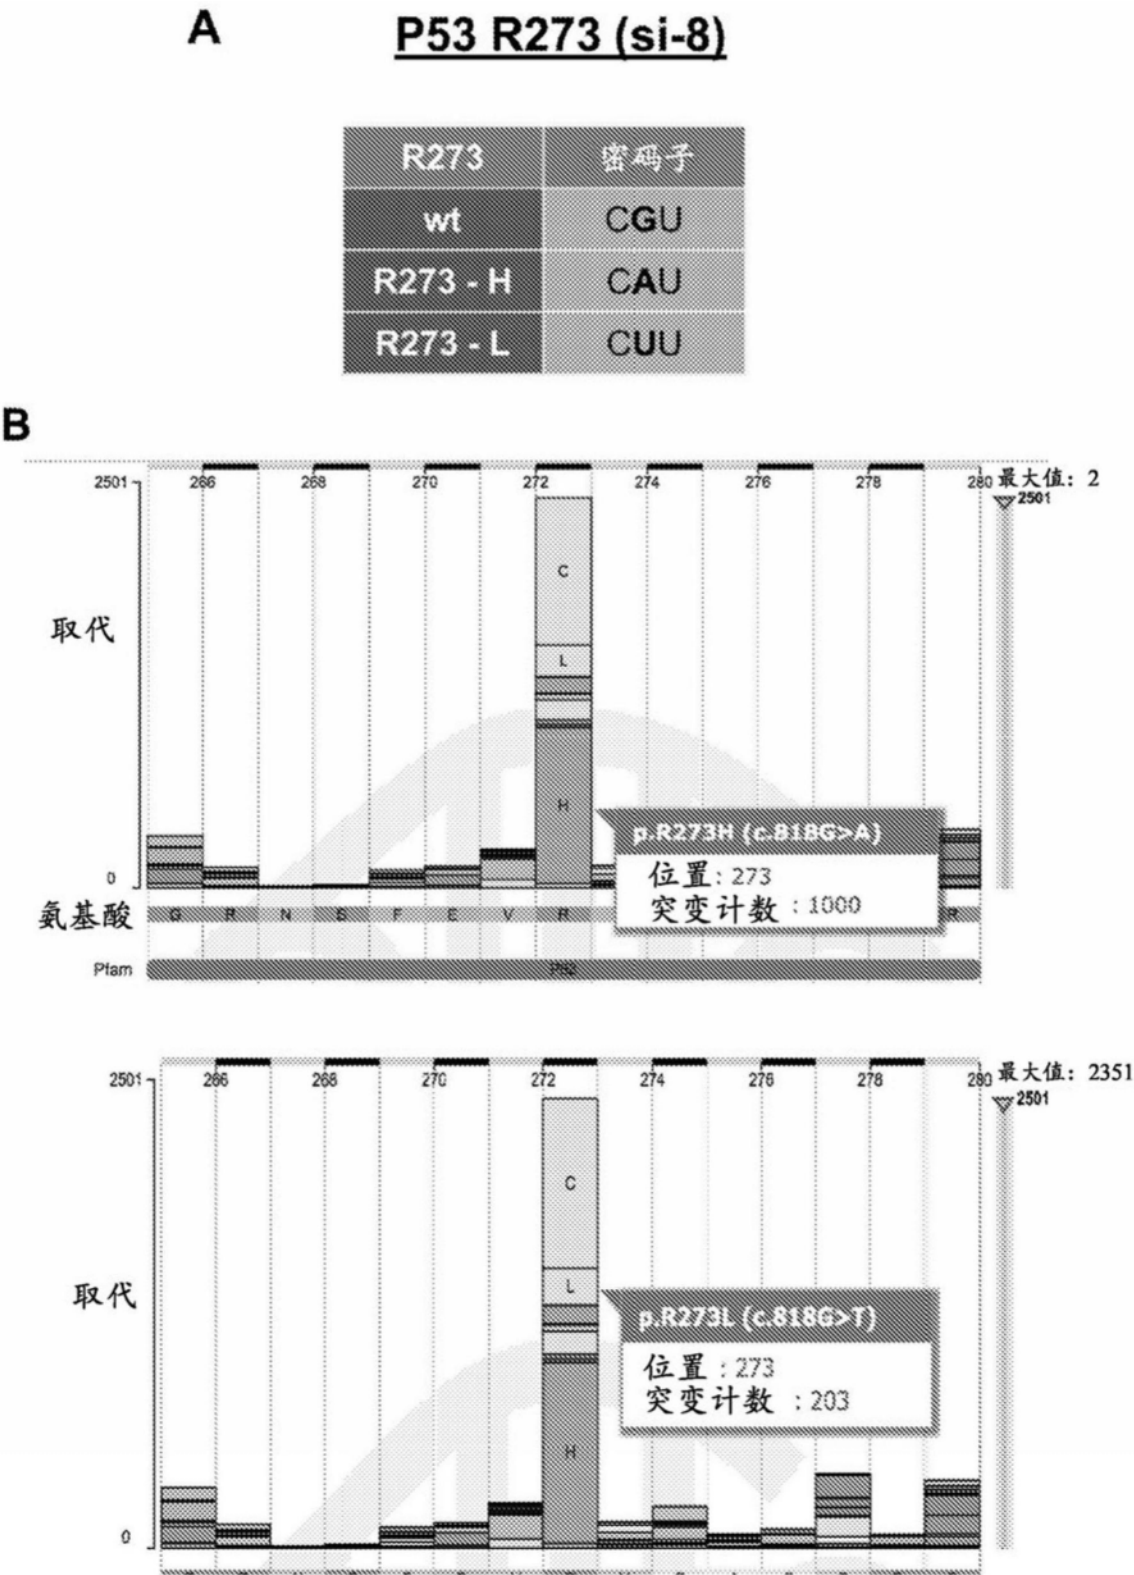 A
P53 R273 (si-8)
R273 密码子
wt CGU
R273 - H CAU
R273 - L CUU
B
2501 266 268 270 272 274 276 278 280 最大值: 2
2501
C
取代
L
H
p.R273H (c.818G>A)
位置: 273
突变计数: 1000
0
氨基酸 G R N S F E V R R
Pfam P53
2501 266 268 270 272 274 276 278 280 最大值: 2351
2501
C
取代
L
p.R273L (c.818G>T)
位置: 273
突变计数: 203
H
0